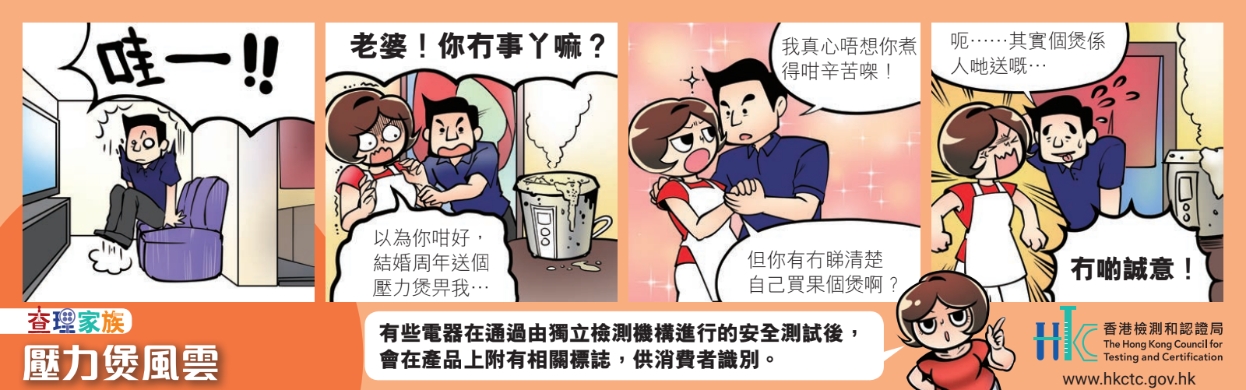 哇一!!
老婆！你冇事丫嘛？
以為你咁好，
結婚周年送個
壓力煲畀我…
我真心唔想你煮
得咁辛苦㗎！
但你有冇睇清楚
自己買果個煲啊？
呃……其實個煲係
人哋送嘅…
冇啲誠意！
查理家族
壓力煲風雲
有些電器在通過由獨立檢測機構進行的安全測試後，
會在產品上附有相關標誌，供消費者識別。
HKTC
香港檢測和認證局
The Hong Kong Council for
Testing and Certification
www.hkctc.gov.hk